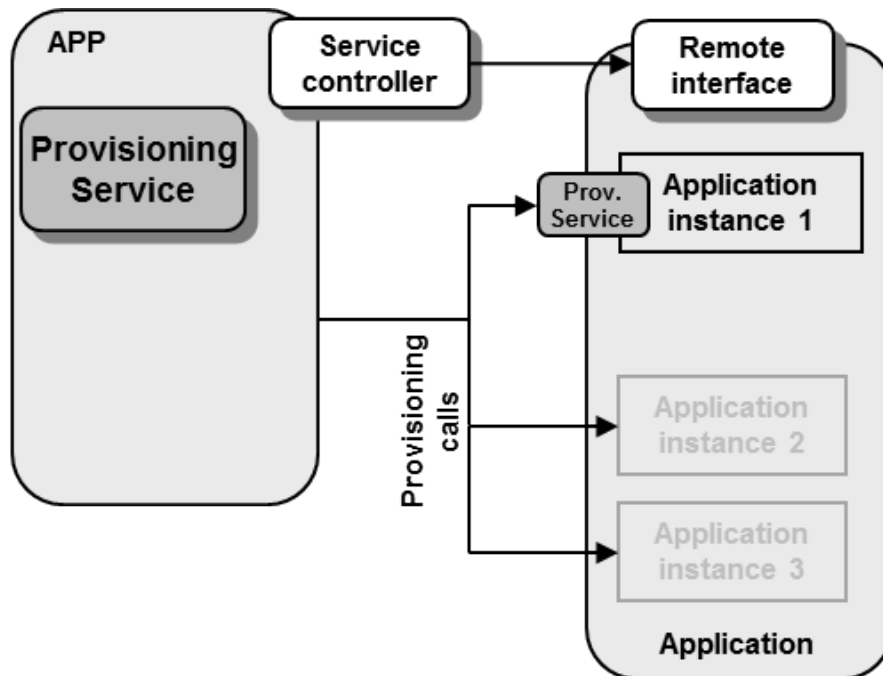 APP
Service
controller
Remote
interface
Provisioning
Service
Prov.
Service
Application
instance 1
Provisioning
calls
Application
instance 2
Application
instance 3
Application